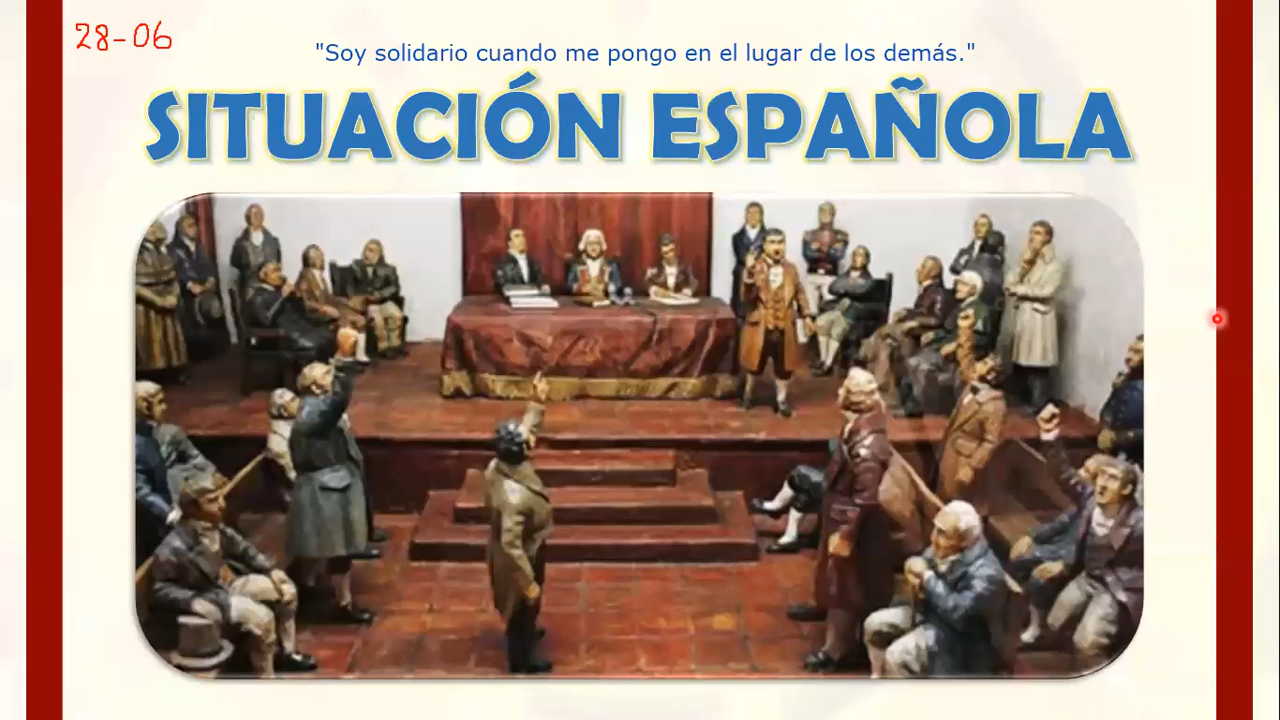 28-06
"Soy solidario cuando me pongo en el lugar de los demás."
SITUACIÓN ESPAÑOLA